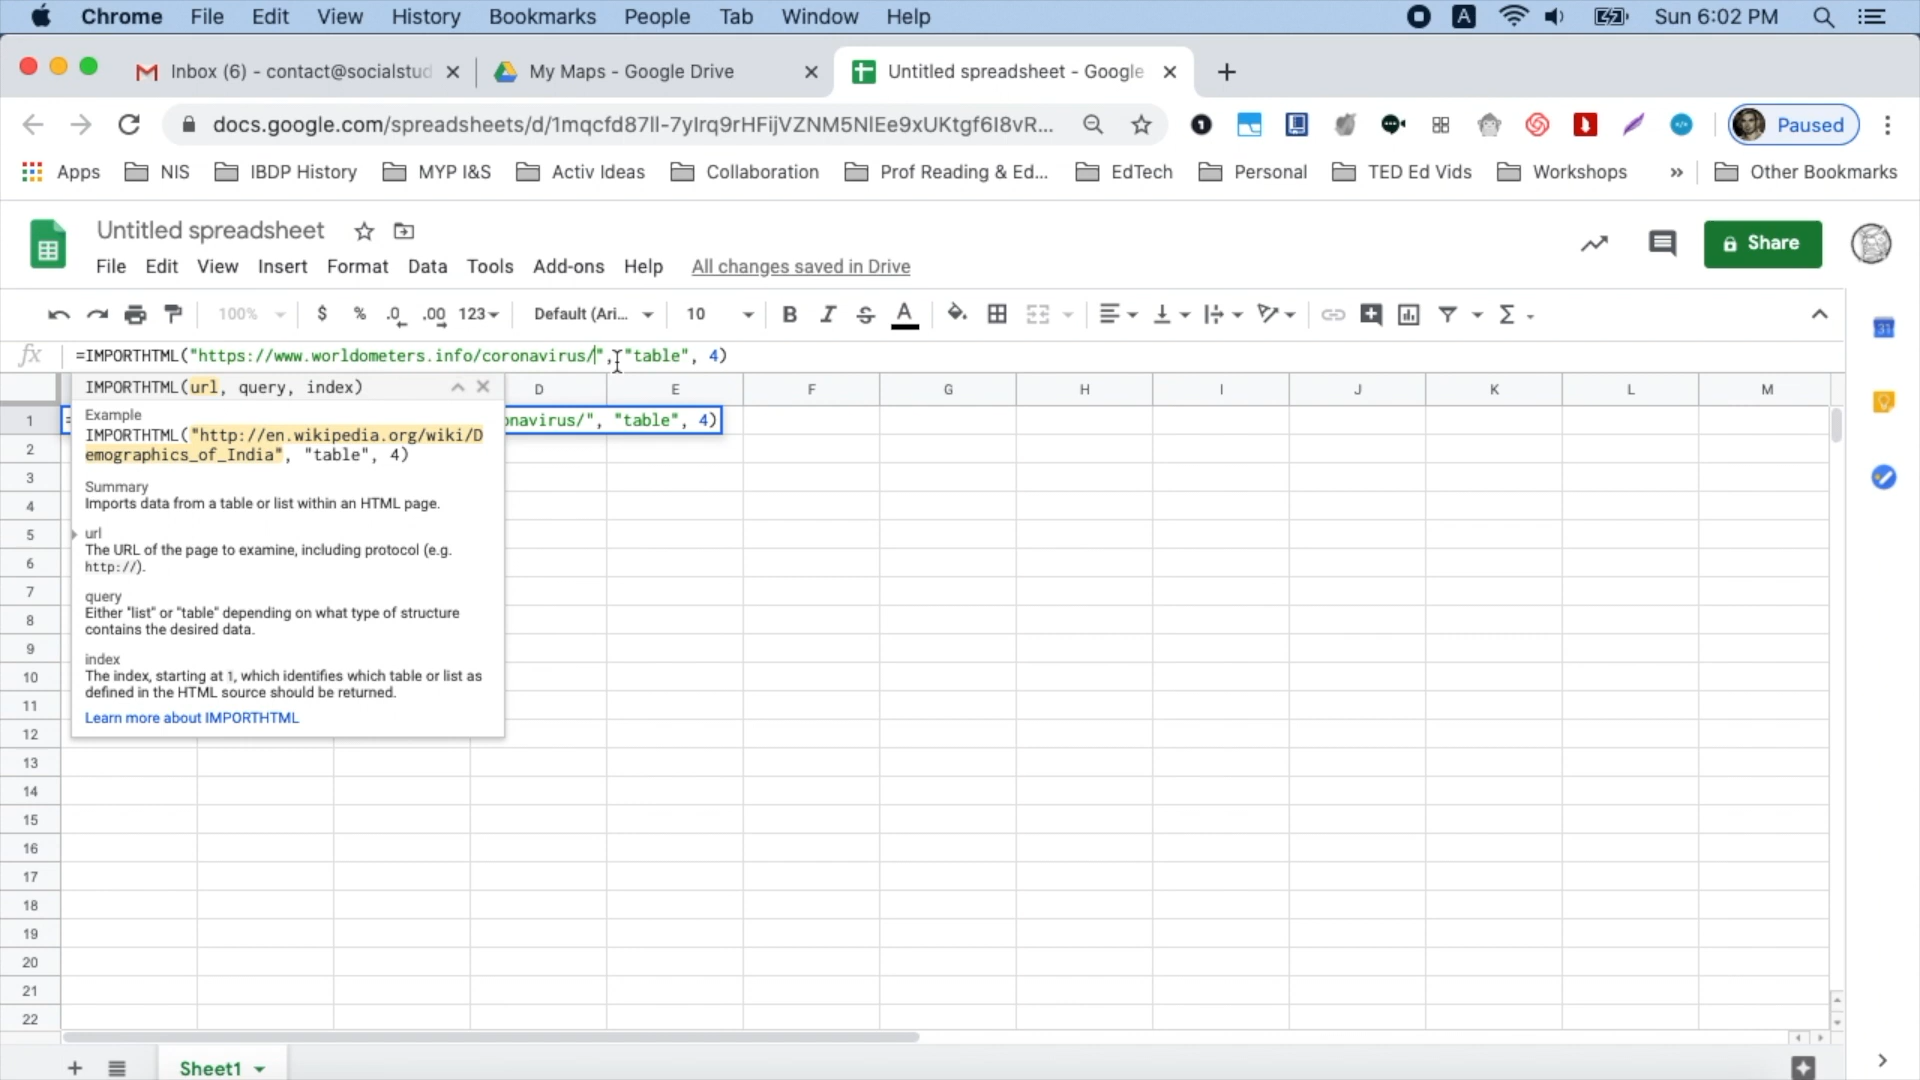 Chrome File Edit View History Bookmarks People Tab Window Help A Sun 6:02 PM
Inbox (6) - contact@socialstud My Maps - Google Drive Untitled spreadsheet - Google
docs.google.com/spreadsheets/d/1mqcfd87ll-7yIrq9rHFijVZNM5NlEe9xUKtgf6I8vR... Paused
Apps NIS IBDP History MYP I&S Activ Ideas Collaboration Prof Reading & Ed... EdTech Personal TED Ed Vids Workshops » Other Bookmarks
Untitled spreadsheet
Share
File Edit View Insert Format Data Tools Add-ons Help All changes saved in Drive
100% $ % .0 .00 123 Default (Ari... 10 B I S A Σ
31
fx =IMPORTHTML("https://www.worldometers.info/coronavirus/", "table", 4)
IMPORTHTML(url, query, index)
D E F G H I J K L M
Example
IMPORTHTML("http://en.wikipedia.org/wiki/D
emographics_of_India", "table", 4)
1 = onavirus/", "table", 4)
Summary
Imports data from a table or list within an HTML page.
url
The URL of the page to examine, including protocol (e.g.
http://).
query
Either "list" or "table" depending on what type of structure
contains the desired data.
index
The index, starting at 1, which identifies which table or list as
defined in the HTML source should be returned.
Learn more about IMPORTHTML
2
3
4
5
6
7
8
9
10
11
12
13
14
15
16
17
18
19
20
21
22
Sheet1